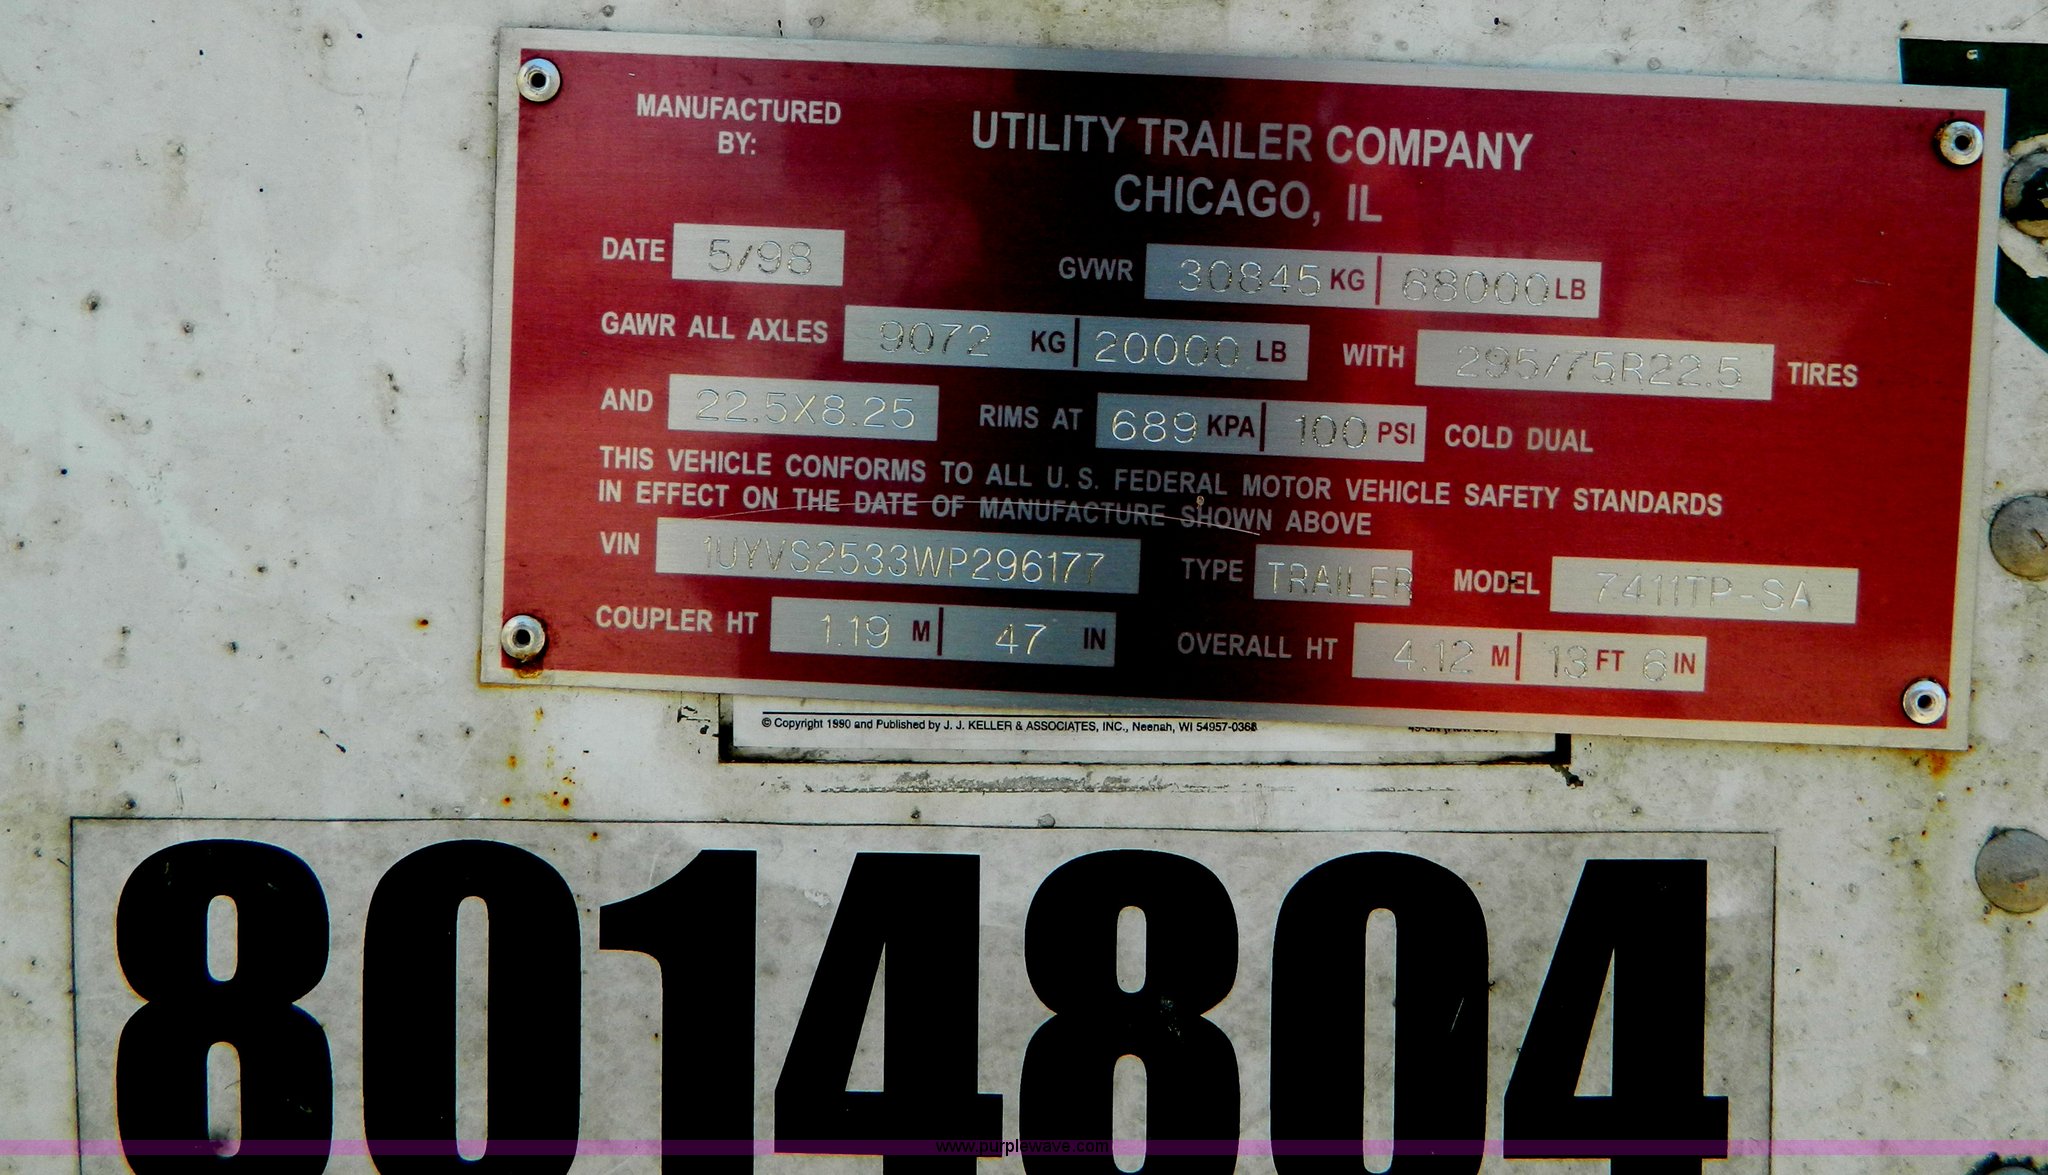 MANUFACTURED
BY:
UTILITY TRAILER COMPANY
CHICAGO, IL
DATE 5/98 GVWR 30845 KG 68000 LB
GAWR ALL AXLES 9072 KG 20000 LB WITH 295/75R22.5 TIRES
AND 22.5X8.25 RIMS AT 689 KPA 100 PSI COLD DUAL
THIS VEHICLE CONFORMS TO ALL U.S. FEDERAL MOTOR VEHICLE SAFETY STANDARDS
IN EFFECT ON THE DATE OF MANUFACTURE SHOWN ABOVE
VIN 1UYVS2533WP296177 TYPE TRAILER MODEL 7411TP-SA
COUPLER HT 1.19 M 47 IN OVERALL HT 4.12 M 13 FT 6 IN
© Copyright 1990 and Published by J. J. KELLER & ASSOCIATES, INC., Neenah, WI 54957-0368
8014804
www.purplewave.com